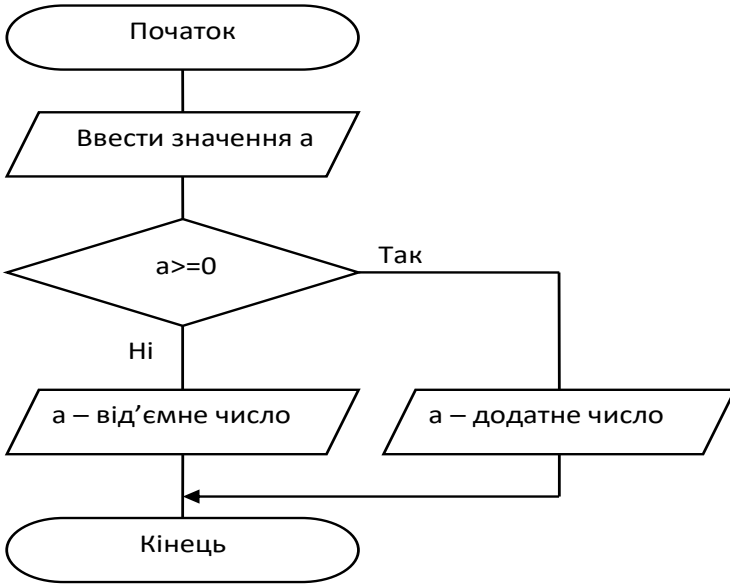 Початок
Ввести значення а
a>=0
Так
Ні
а – від’ємне число
а – додатне число
Кінець